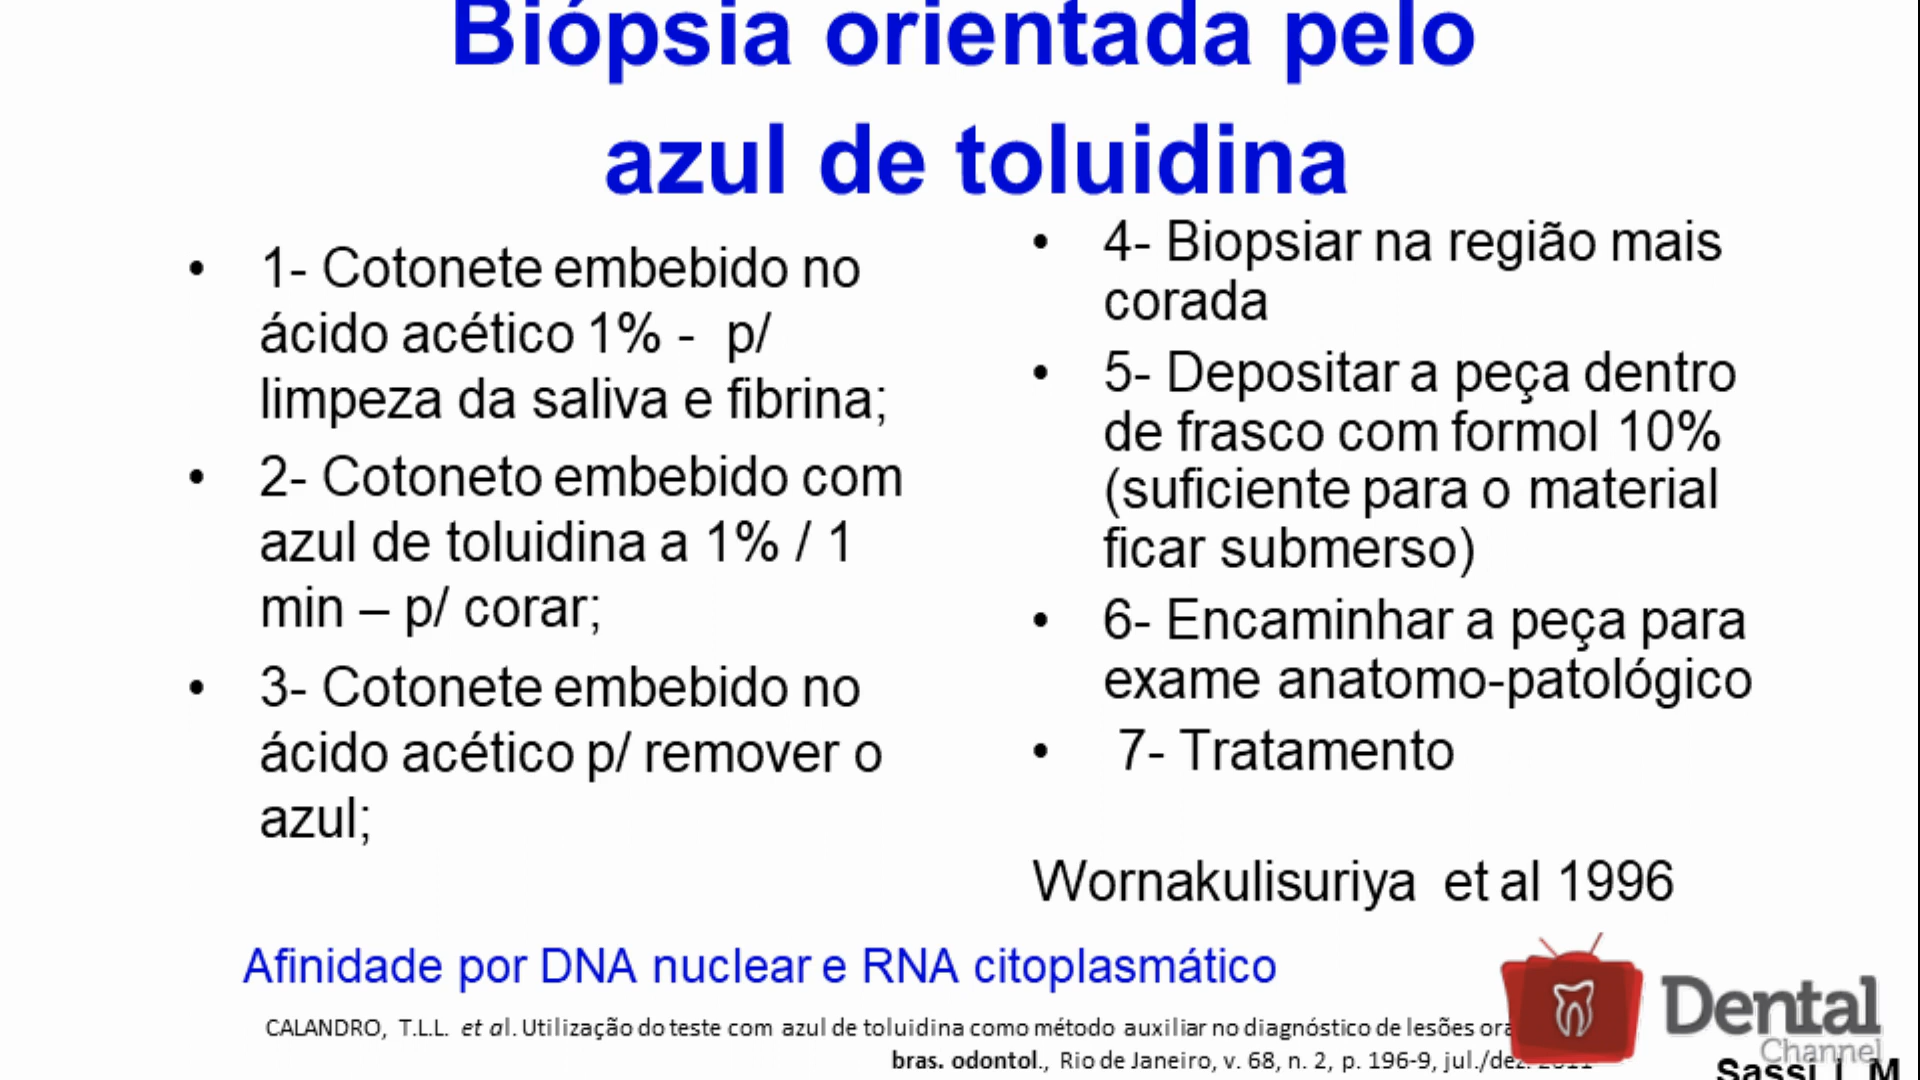 Biópsia orientada pelo
azul de toluidina
• 1- Cotonete embebido no
ácido acético 1% - p/
limpeza da saliva e fibrina;
• 2- Cotoneto embebido com
azul de toluidina a 1% / 1
min – p/ corar;
• 3- Cotonete embebido no
ácido acético p/ remover o
azul;
• 4- Biopsiar na região mais
corada
• 5- Depositar a peça dentro
de frasco com formol 10%
(suficiente para o material
ficar submerso)
• 6- Encaminhar a peça para
exame anatomo-patológico
• 7- Tratamento
Wornakulisuriya et al 1996
Afinidade por DNA nuclear e RNA citoplasmático
CALANDRO, T.L.L. et al. Utilização do teste com azul de toluidina como método auxiliar no diagnóstico de lesões
bras. odontol., Rio de Janeiro, v. 68, n. 2, p. 196-9, jul./dez. 2011
Dental
Channel
Sassi